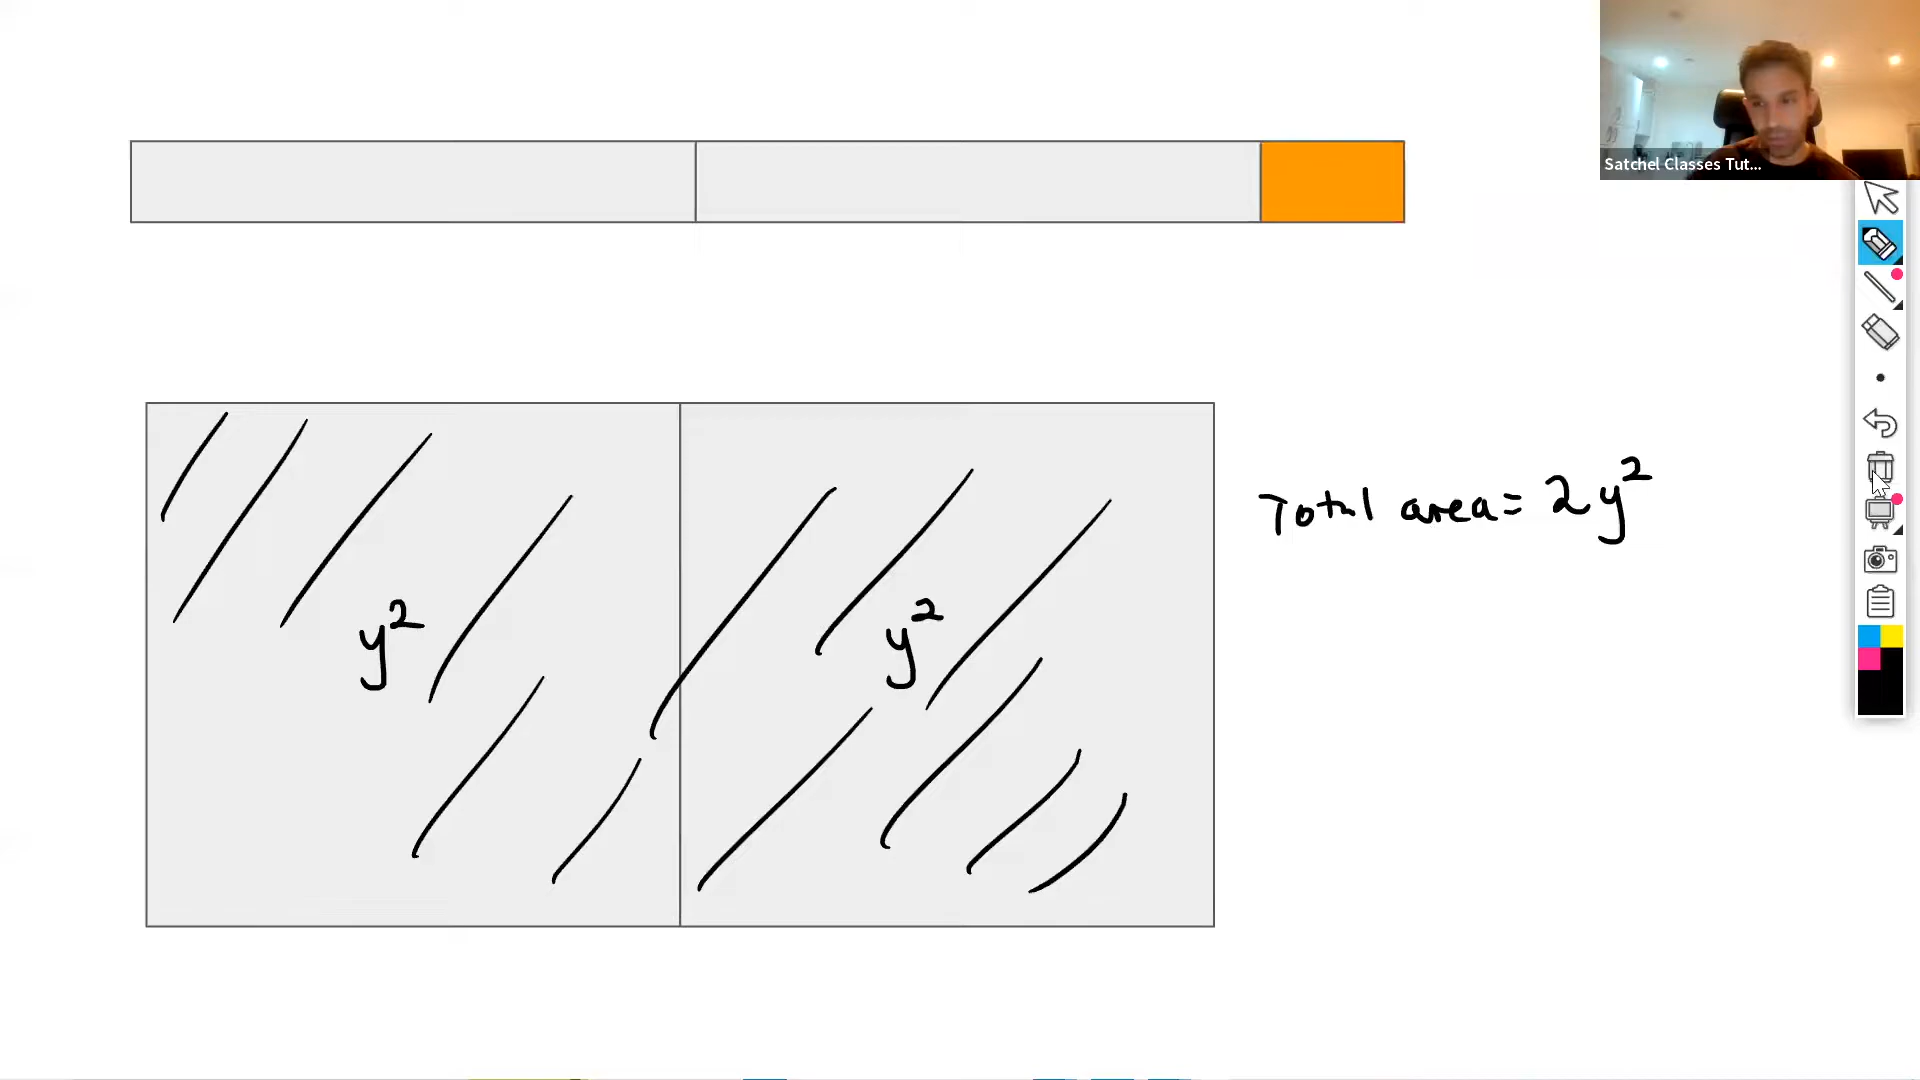 Satchel Classes Tut...
Total area = 2y²
y² y²